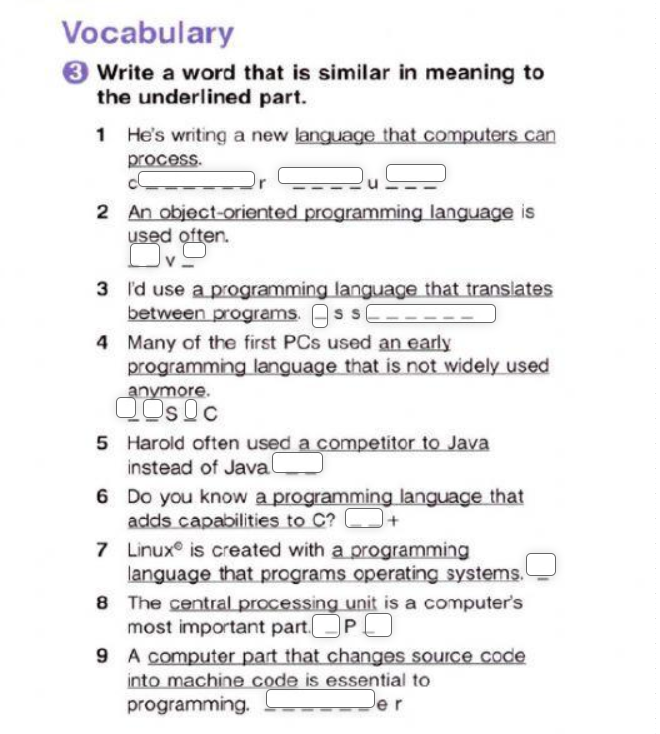 Vocabulary
3 Write a word that is similar in meaning to
the underlined part.
1 He's writing a new language that computers can
process.
c _ _ _ _ _ _ r _ _ _ _ u _ _ _
2 An object-oriented programming language is
used often.
_ _ v _
3 I'd use a programming language that translates
between programs. _ s s _ _ _ _ _ _
4 Many of the first PCs used an early
programming language that is not widely used
anymore.
_ _ S _ C
5 Harold often used a competitor to Java
instead of Java. _ _
6 Do you know a programming language that
adds capabilities to C? _ _ +
7 Linux® is created with a programming
language that programs operating systems. _
8 The central processing unit is a computer's
most important part. _ P _
9 A computer part that changes source code
into machine code is essential to
programming. _ _ _ _ _ _ e r